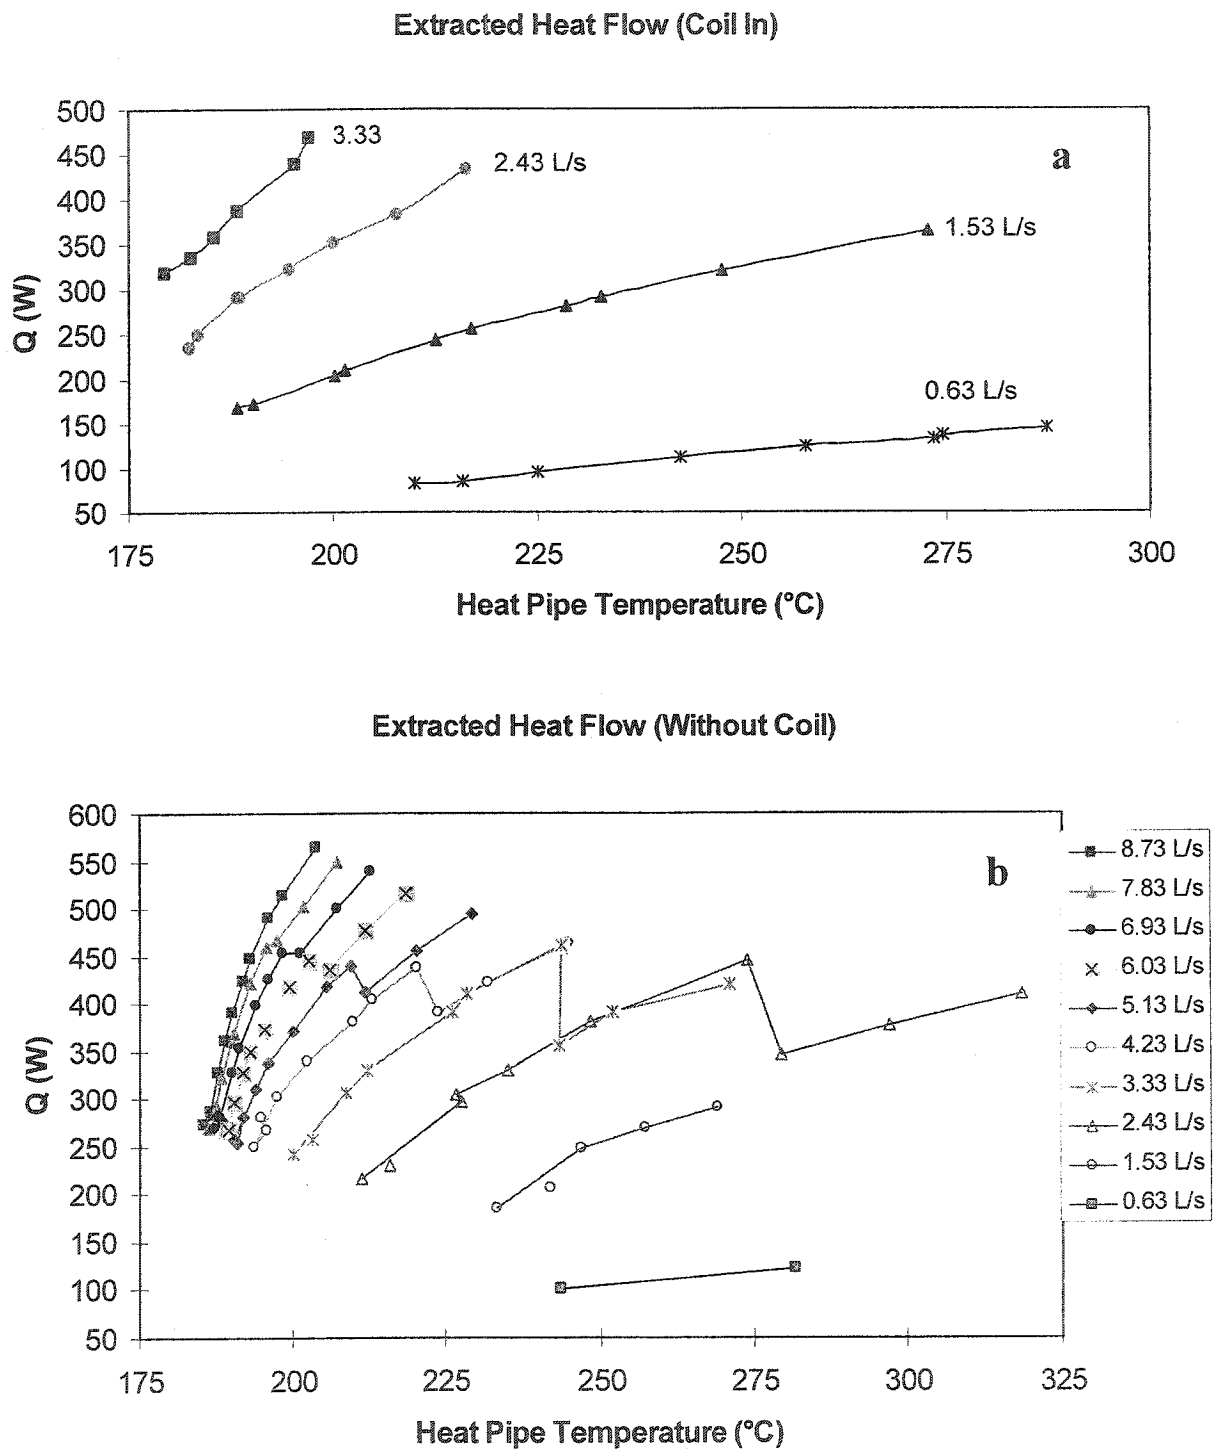 Extracted Heat Flow (Coil In)
500
450
400
350
300
250
200
150
100
50
Q (W)
3.33
2.43 L/s
a
1.53 L/s
0.63 L/s
175 200 225 250 275 300
Heat Pipe Temperature (°C)
Extracted Heat Flow (Without Coil)
600
550
500
450
400
350
300
250
200
150
100
50
Q (W)
b
8.73 L/s
7.83 L/s
6.93 L/s
6.03 L/s
5.13 L/s
4.23 L/s
3.33 L/s
2.43 L/s
1.53 L/s
0.63 L/s
175 200 225 250 275 300 325
Heat Pipe Temperature (°C)